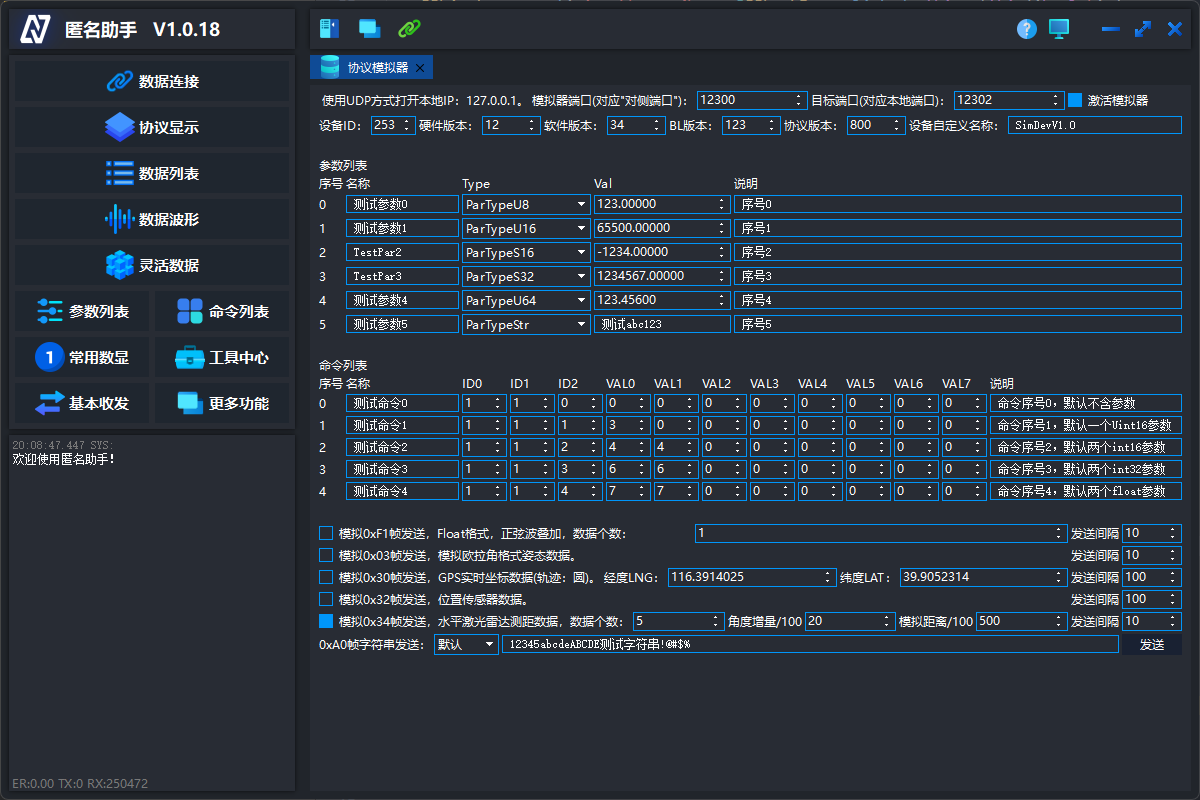 匿名助手 V1.0.18
数据连接
协议显示
数据列表
数据波形
灵活数据
参数列表 命令列表
1 常用数显 工具中心
基本收发 更多功能
20:08:47 447 SYS:
欢迎使用匿名助手!
ER:0.00 TX:0 RX:250472
?
协议模拟器 ×
使用UDP方式打开本地IP：127.0.0.1。 模拟器端口(对应"对侧端口")： 12300 目标端口(对应本地端口)： 12302 激活模拟器
设备ID： 253 硬件版本： 12 软件版本： 34 BL版本： 123 协议版本： 800 设备自定义名称： SimDevV1.0
参数列表
序号 名称 Type Val 说明
0 测试参数0 ParTypeU8 123.00000 序号0
1 测试参数1 ParTypeU16 65500.00000 序号1
2 TestPar2 ParTypeS16 -1234.00000 序号2
3 TestPar3 ParTypeS32 1234567.00000 序号3
4 测试参数4 ParTypeU64 123.45600 序号4
5 测试参数5 ParTypeStr 测试abc123 序号5
命令列表
序号 名称 ID0 ID1 ID2 VAL0 VAL1 VAL2 VAL3 VAL4 VAL5 VAL6 VAL7 说明
0 测试命令0 1 1 0 0 0 0 0 0 0 0 0 命令序号0，默认不含参数
1 测试命令1 1 1 1 3 0 0 0 0 0 0 0 命令序号1，默认一个Uint16参数
2 测试命令2 1 1 2 4 4 0 0 0 0 0 0 命令序号2，默认两个int16参数
3 测试命令3 1 1 3 6 6 0 0 0 0 0 0 命令序号3，默认两个int32参数
4 测试命令4 1 1 4 7 7 0 0 0 0 0 0 命令序号4，默认两个float参数
模拟0xF1帧发送，Float格式，正弦波叠加，数据个数： 1 发送间隔 10
模拟0x03帧发送，模拟欧拉角格式姿态数据。 发送间隔 10
模拟0x30帧发送，GPS实时坐标数据(轨迹：圆)。 经度LNG： 116.3914025 纬度LAT： 39.9052314 发送间隔 100
模拟0x32帧发送，位置传感器数据。 发送间隔 100
模拟0x34帧发送，水平激光雷达测距数据，数据个数： 5 角度增量/100 20 模拟距离/100 500 发送间隔 10
0xA0帧字符串发送： 默认 12345abcdeABCDE测试字符串!@#$% 发送